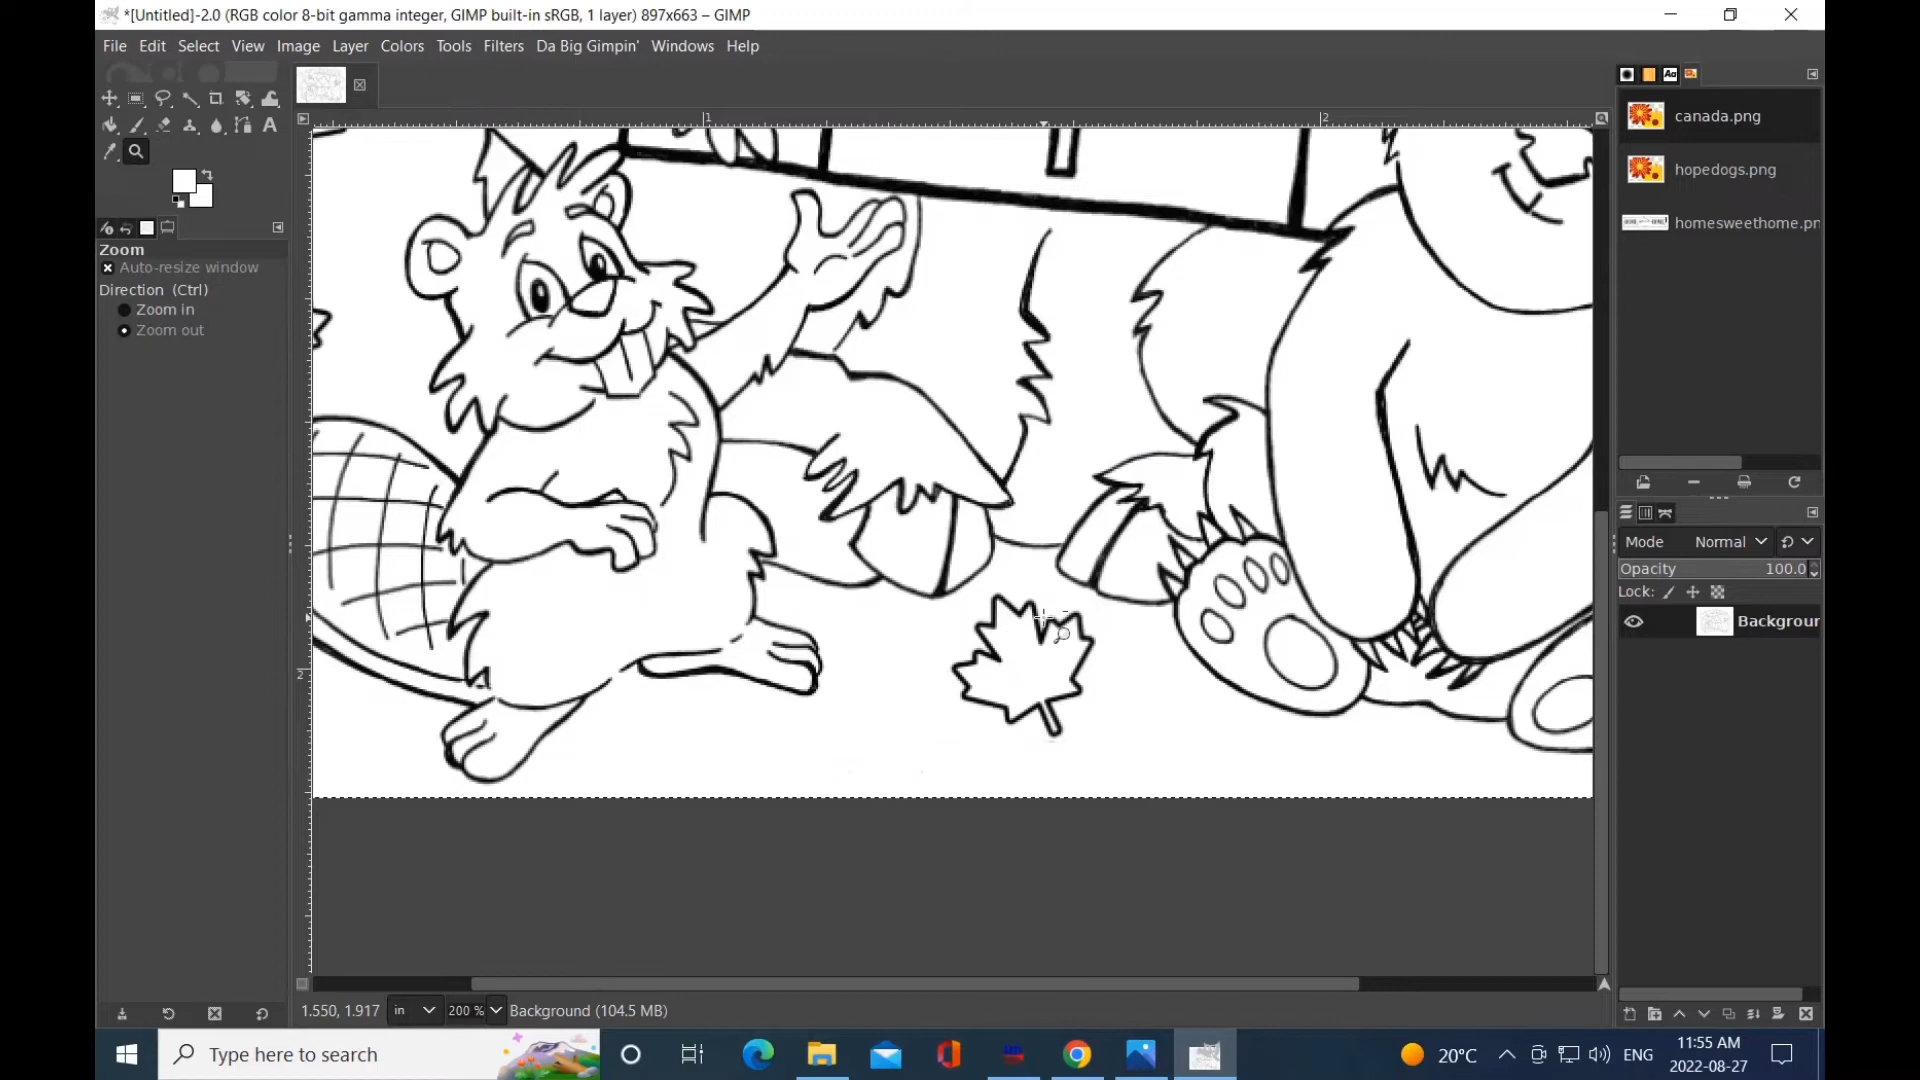 *[Untitled]-2.0 (RGB color 8-bit gamma integer, GIMP built-in sRGB, 1 layer) 897x663 – GIMP
File Edit Select View Image Layer Colors Tools Filters Da Big Gimpin' Windows Help
1 2
Aa
canada.png
hopedogs.png
homesweethome.pn
A
Zoom
Auto-resize window
Direction (Ctrl)
Zoom in
Zoom out
Mode Normal
Opacity 100.0
Lock:
Backgrour
2
1.550, 1.917 in 200 % Background (104.5 MB)
Type here to search
20°C ENG
11:55 AM
2022-08-27